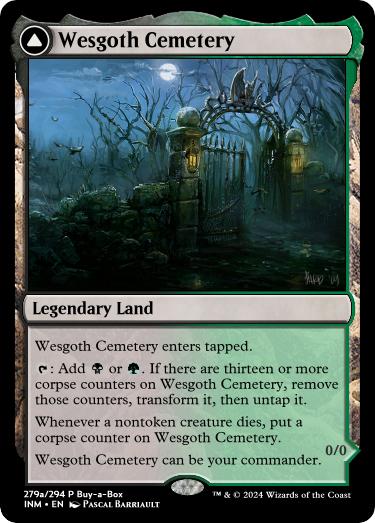 Wesgoth Cemetery
Legendary Land
Wesgoth Cemetery enters tapped.
: Add or . If there are thirteen or more
corpse counters on Wesgoth Cemetery, remove
those counters, transform it, then untap it.
Whenever a nontoken creature dies, put a
corpse counter on Wesgoth Cemetery.
Wesgoth Cemetery can be your commander.
0/0
279a/294 P Buy-a-Box
INM • EN Pascal Barriault
™ & © 2024 Wizards of the Coast